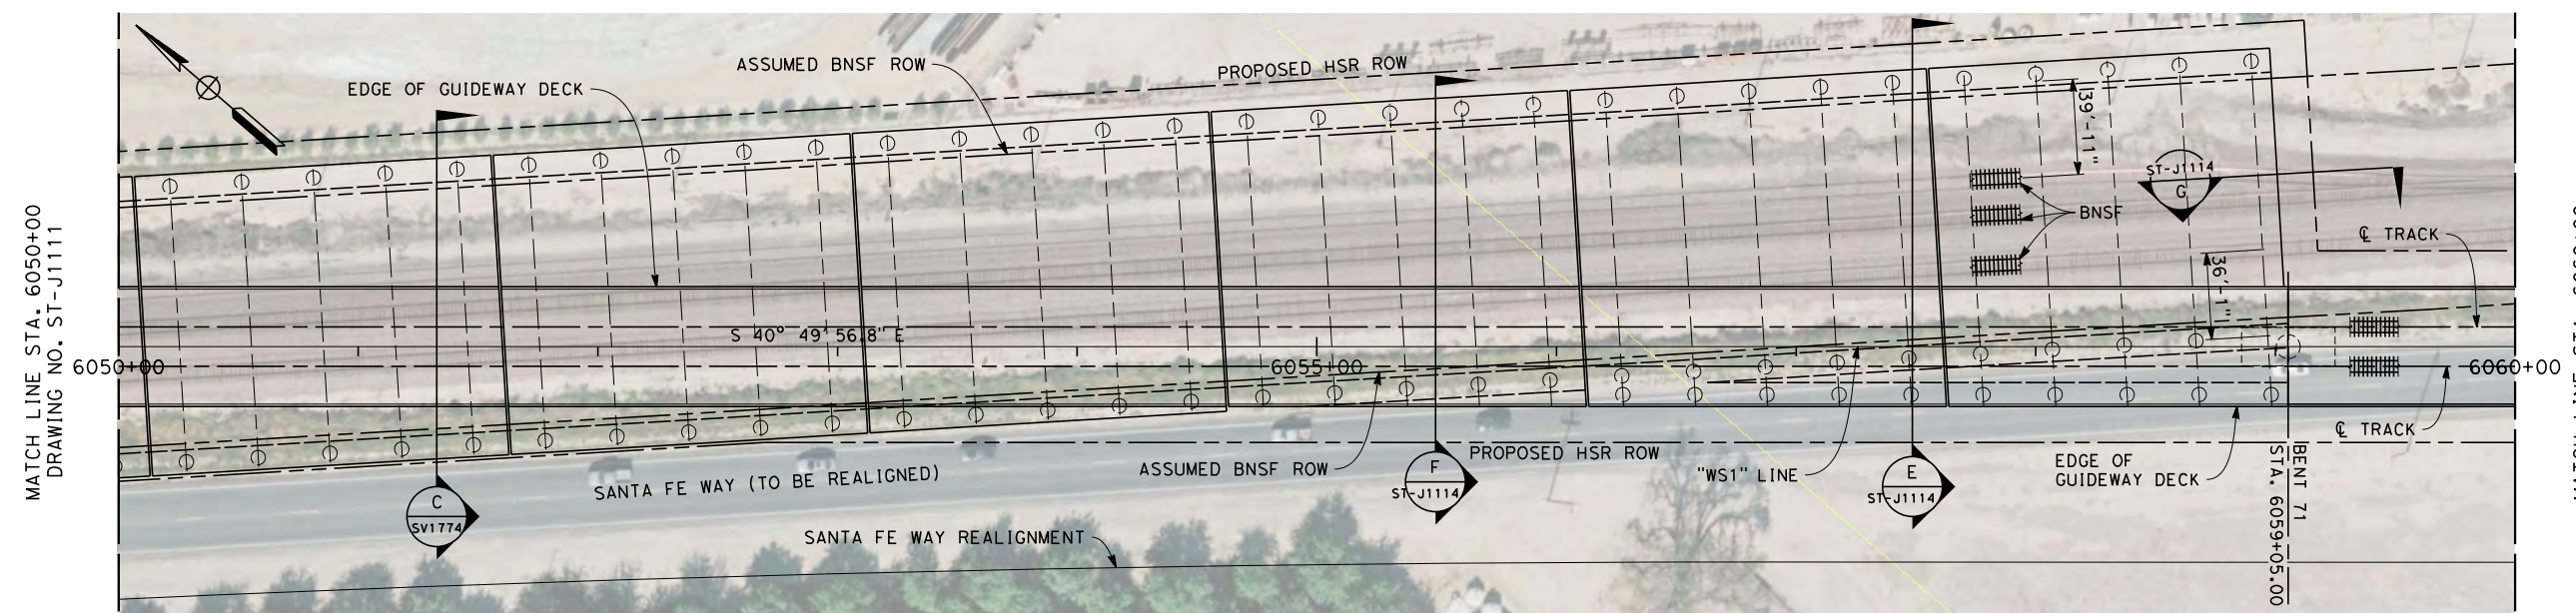 MATCH LINE STA. 6050+00
DRAWING NO. ST-J1111
EDGE OF GUIDEWAY DECK
ASSUMED BNSF ROW
PROPOSED HSR ROW
39'-11"
ST-J1114
G
BNSF
℄ TRACK
36'-1"
S 40° 49' 56.8" E
6050+00
6055+00
6060+00
℄ TRACK
ASSUMED BNSF ROW
PROPOSED HSR ROW
"WS1" LINE
EDGE OF
GUIDEWAY DECK
BENT 71
STA. 6059+05.00
C
SV1774
F
ST-J1114
E
ST-J1114
SANTA FE WAY (TO BE REALIGNED)
SANTA FE WAY REALIGNMENT